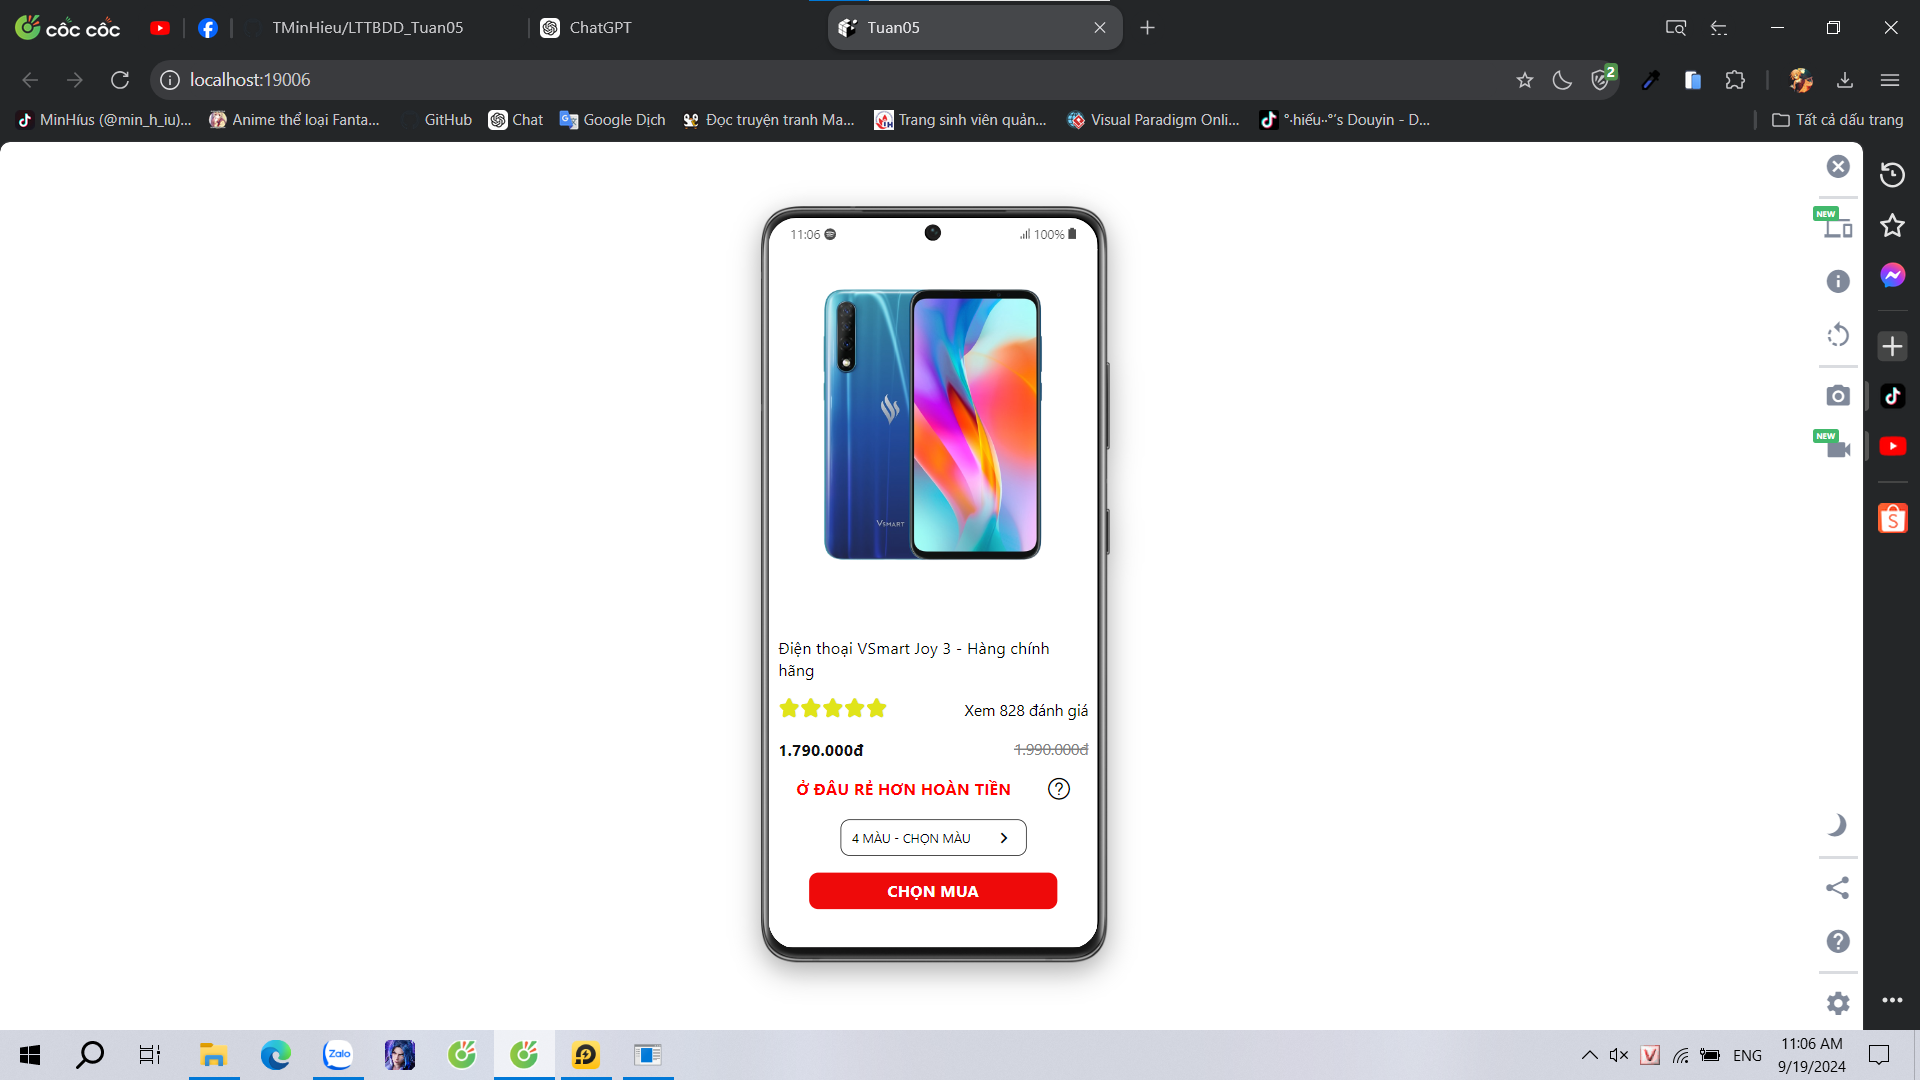 cốc cốc
TMinHieu/LTTBDD_Tuan05
ChatGPT
Tuan05
localhost:19006
2
MinHíus (@min_h_iu)...
Anime thể loại Fanta...
GitHub
Chat
Google Dịch
Đọc truyện tranh Ma...
Trang sinh viên quản...
Visual Paradigm Onli...
°·hiếu··°'s Douyin - D...
Tất cả dấu trang
NEW
NEW
11:06
100%
VSMART
Điện thoại VSmart Joy 3 - Hàng chính
hãng
Xem 828 đánh giá
1.790.000đ
1.990.000đ
Ở ĐÂU RẺ HƠN HOÀN TIỀN
4 MÀU - CHỌN MÀU
CHỌN MUA
Zalo
ENG
11:06 AM
9/19/2024